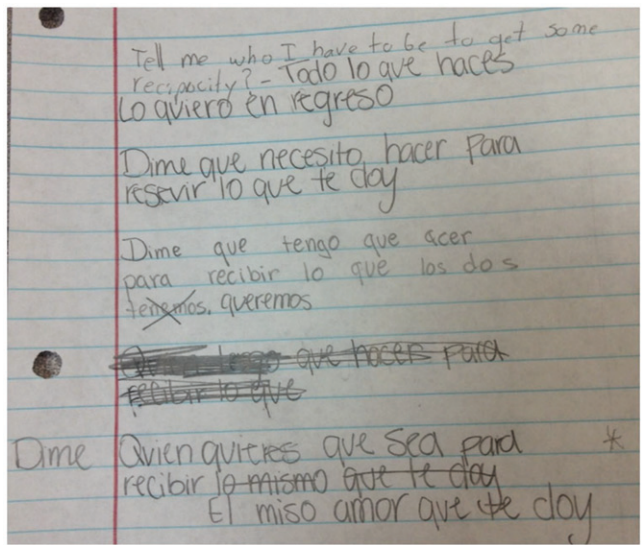 Tell me who I have to be to get some
recipocity? - Todo lo que haces
Lo quiero en regreso
Dime que necesito hacer para
resevir lo que te doy
Dime que tengo que acer
para recibir lo que los dos
tenemos. queremos
que hacer para
recibir lo que
Dime Quien quieres que sea para *
recibir lo mismo que te doy
El miso amor que te doy